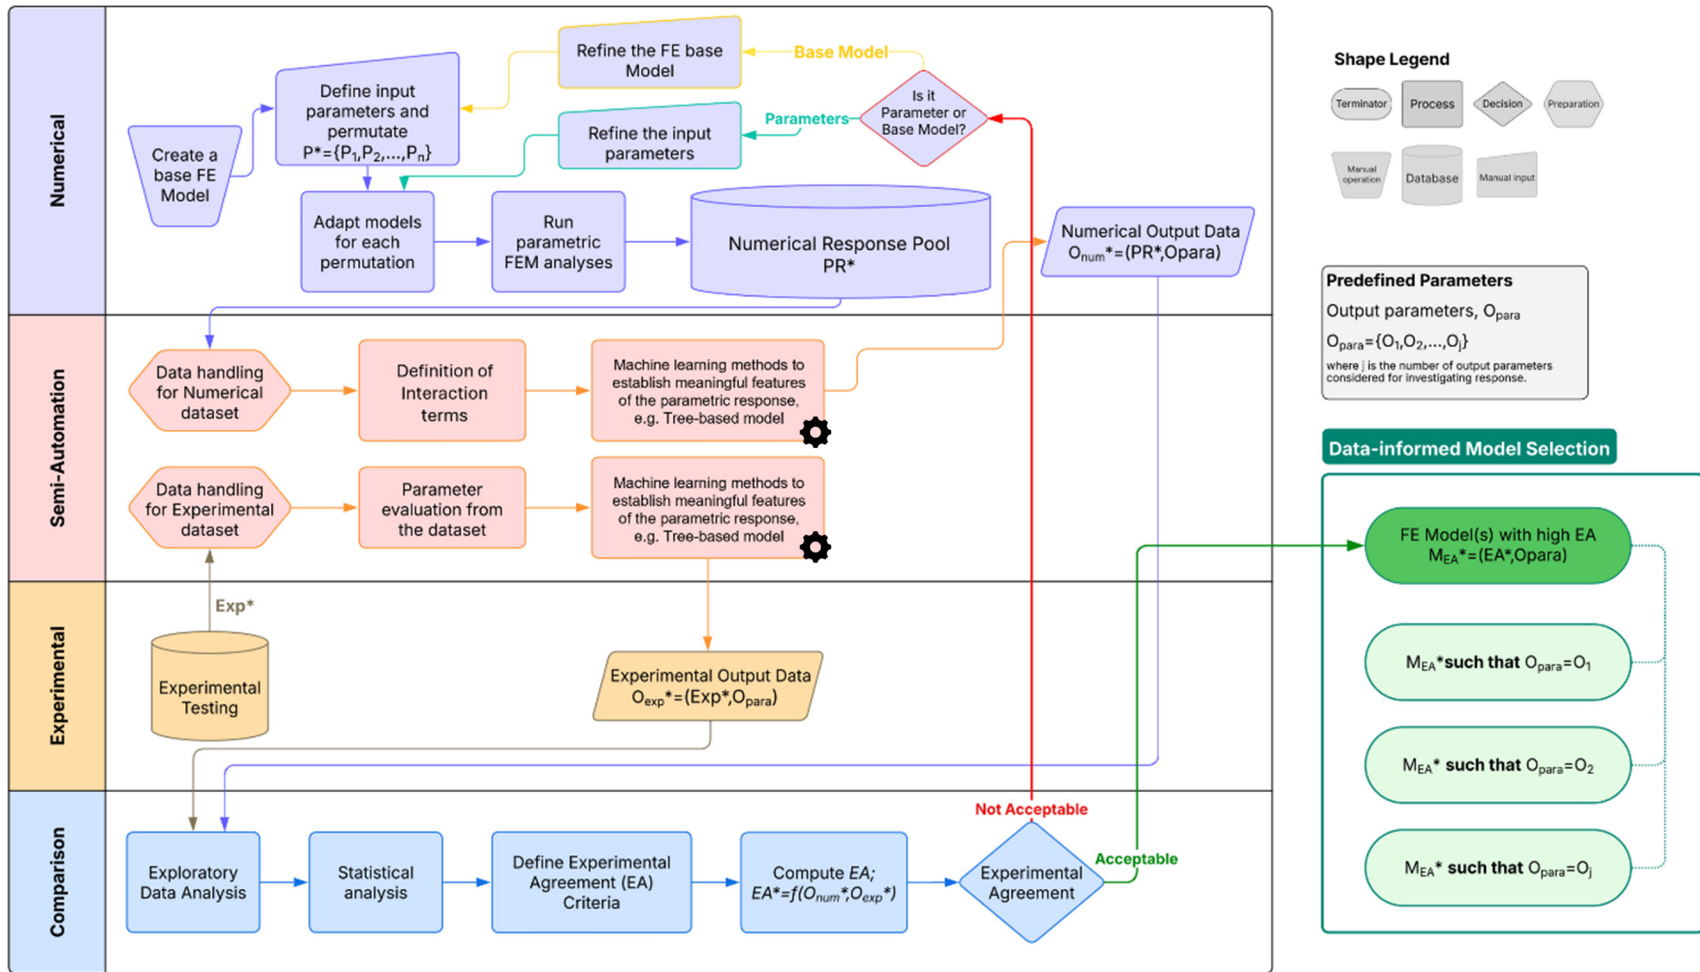 Numerical
Create a
base FE
Model
Define input
parameters and
permutate
P*={P1,P2,...,Pn}
Refine the FE base
Model
Base Model
Refine the input
parameters
Parameters
Is it
Parameter or
Base Model?
Adapt models
for each
permutation
Run
parametric
FEM analyses
Numerical Response Pool
PR*
Numerical Output Data
Onum*=(PR*,Opara)
Semi-Automation
Data handling
for Numerical
dataset
Definition of
Interaction
terms
Machine learning methods to
establish meaningful features
of the parametric response,
e.g. Tree-based model
Data handling
for Experimental
dataset
Parameter
evaluation from
the dataset
Machine learning methods to
establish meaningful features
of the parametric response,
e.g. Tree-based model
Experimental
Exp*
Experimental
Testing
Experimental Output Data
Oexp*=(Exp*,Opara)
Comparison
Exploratory
Data Analysis
Statistical
analysis
Define Experimental
Agreement (EA)
Criteria
Compute EA;
EA*=f(Onum*,Oexp*)
Not Acceptable
Experimental
Agreement
Acceptable
Shape Legend
Terminator
Process
Decision
Preparation
Manual
operation
Database
Manual input
Predefined Parameters
Output parameters, Opara
Opara={O1,O2,...,Oj}
where j is the number of output parameters
considered for investigating response.
Data-informed Model Selection
FE Model(s) with high EA
MEA*=(EA*,Opara)
MEA*such that Opara=O1
MEA* such that Opara=O2
MEA* such that Opara=Oj